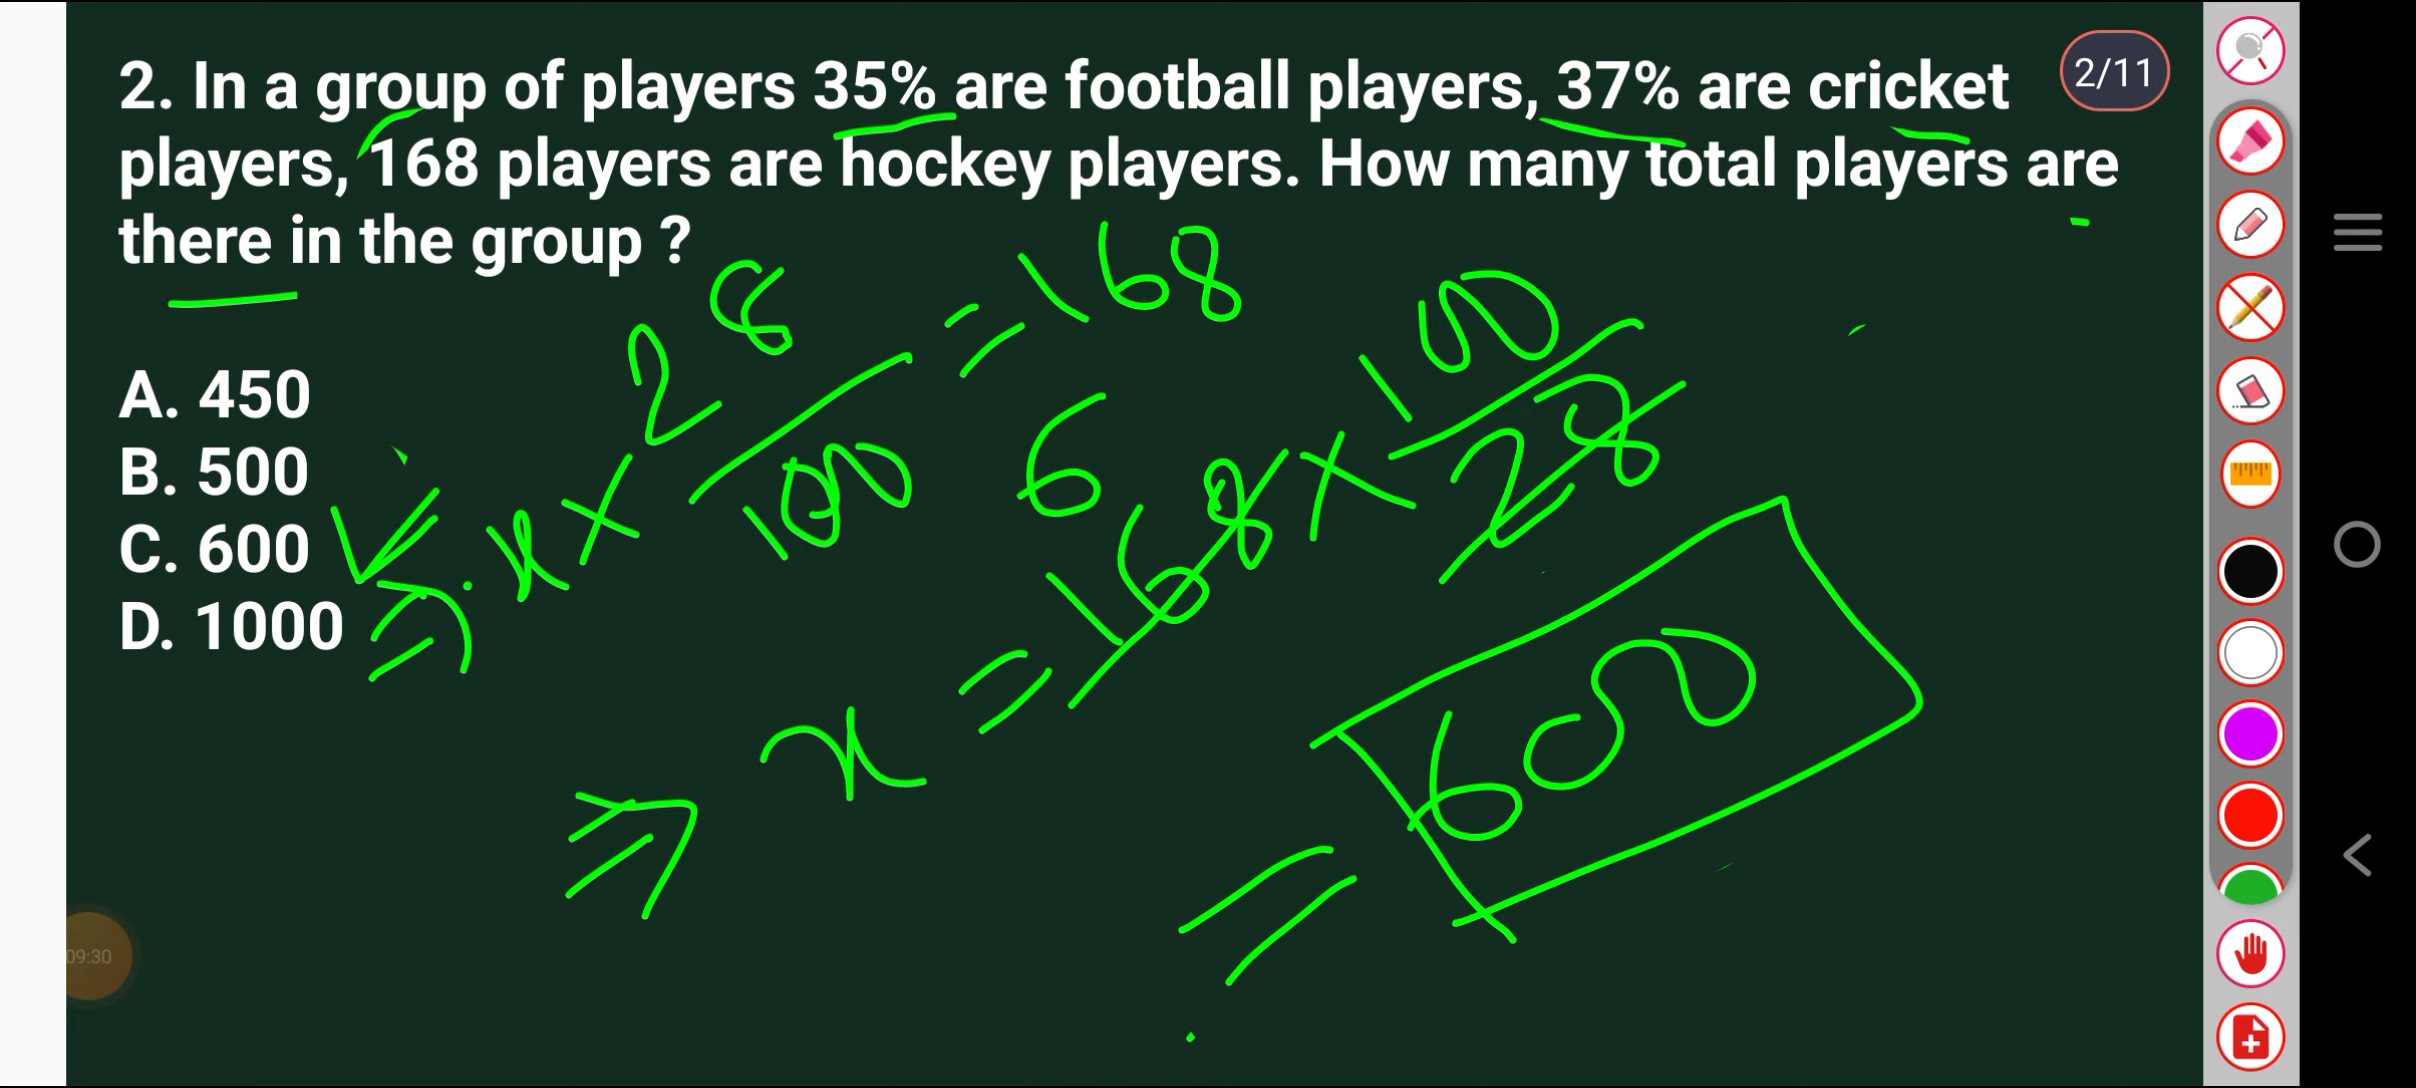 2. In a group of players 35% are football players, 37% are cricket
players, 168 players are hockey players. How many total players are
there in the group ?
2/11
A. 450
B. 500
C. 600
D. 1000
⇒ x × 28/100 = 168
⇒ x = 168 × 100/28
6
= 600
09:30